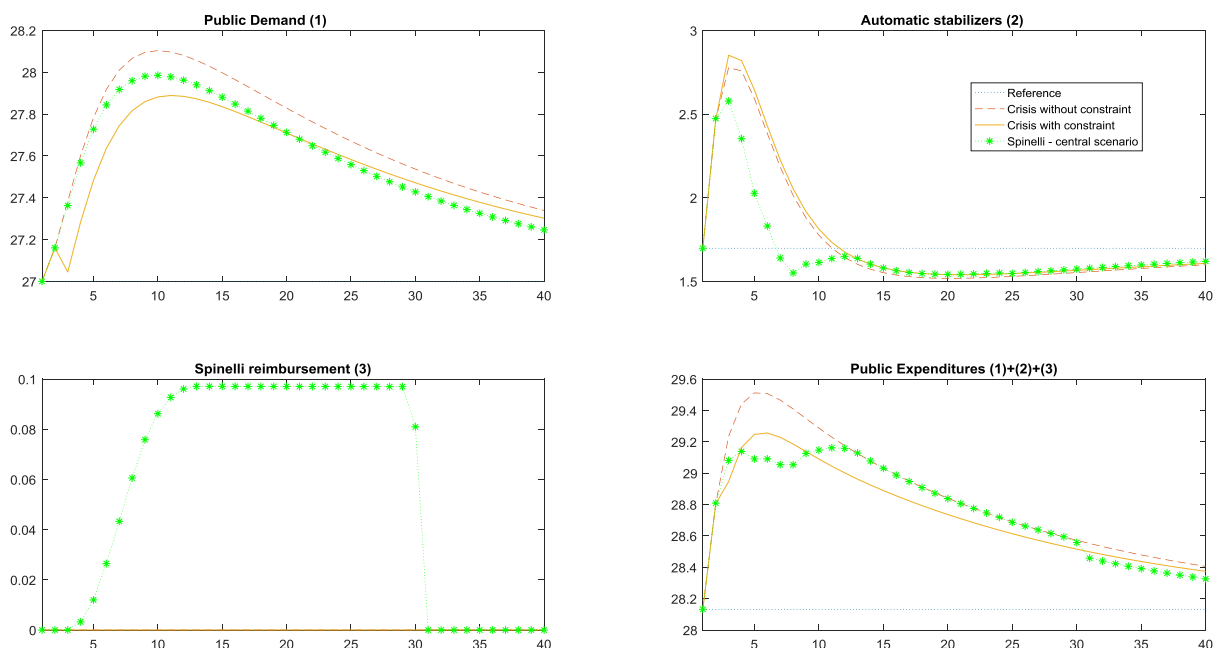 Public Demand (1)
28.2
28
27.8
27.6
27.4
27.2
27
5 10 15 20 25 30 35 40
Automatic stabilizers (2)
3
2.5
2
1.5
5 10 15 20 25 30 35 40
Reference
Crisis without constraint
Crisis with constraint
Spinelli - central scenario
Spinelli reimbursement (3)
0.1
0.08
0.06
0.04
0.02
0
5 10 15 20 25 30 35 40
Public Expenditures (1)+(2)+(3)
29.6
29.4
29.2
29
28.8
28.6
28.4
28.2
28
5 10 15 20 25 30 35 40